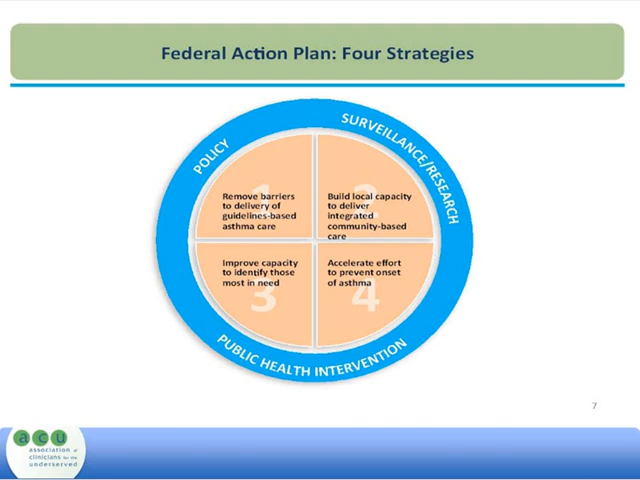 Federal Action Plan: Four Strategies
POLICY
SURVEILLANCE/RESEARCH
1
Remove barriers
to delivery of
guidelines-based
asthma care
2
Build local capacity
to deliver
integrated
community-based
care
Improve capacity
to identify those
most in need
3
Accelerate effort
to prevent onset
of asthma
4
PUBLIC HEALTH INTERVENTION
7
acu
association of
clinicians for the
underserved